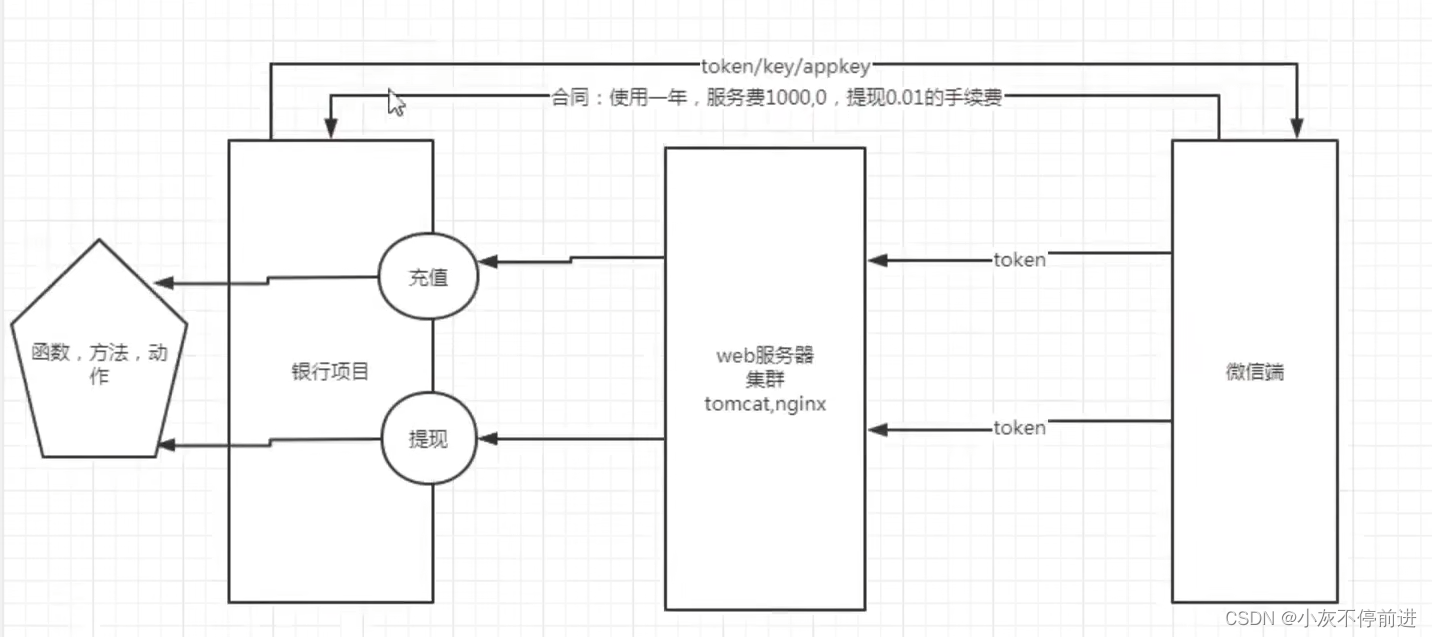 token/key/appkey
合同：使用一年，服务费1000,0，提现0.01的手续费
充值
token
函数，方法，动
作
银行项目
web服务器
集群
tomcat,nginx
微信端
提现
token
CSDN @小灰不停前进